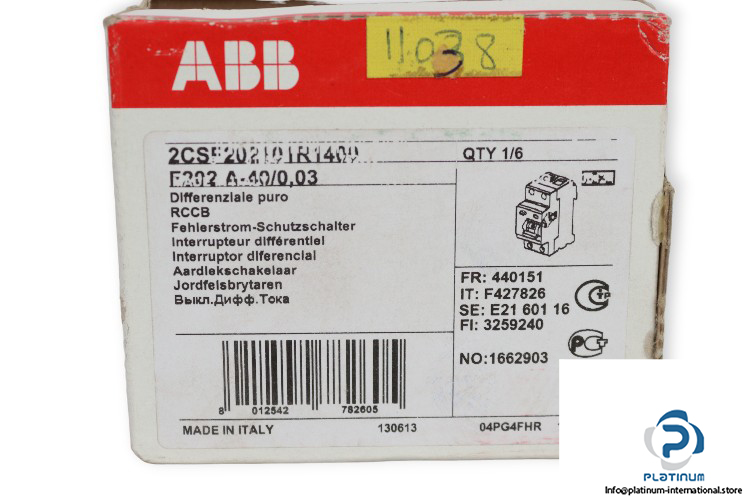 ABB
11038
2CSF202101R1400
F202 A-40/0,03
QTY 1/6
Differenziale puro
RCCB
Fehlerstrom-Schutzschalter
Interrupteur différentiel
Interruptor diferencial
Aardlekschakelaar
Jordfelsbrytaren
Выкл.Дифф.Тока
FR: 440151
IT: F427826
SE: E21 601 16
FI: 3259240
NO:1662903
8 012542 782605
MADE IN ITALY
130613
04PG4FHR
PLATINUM
Info@platinum-international.store